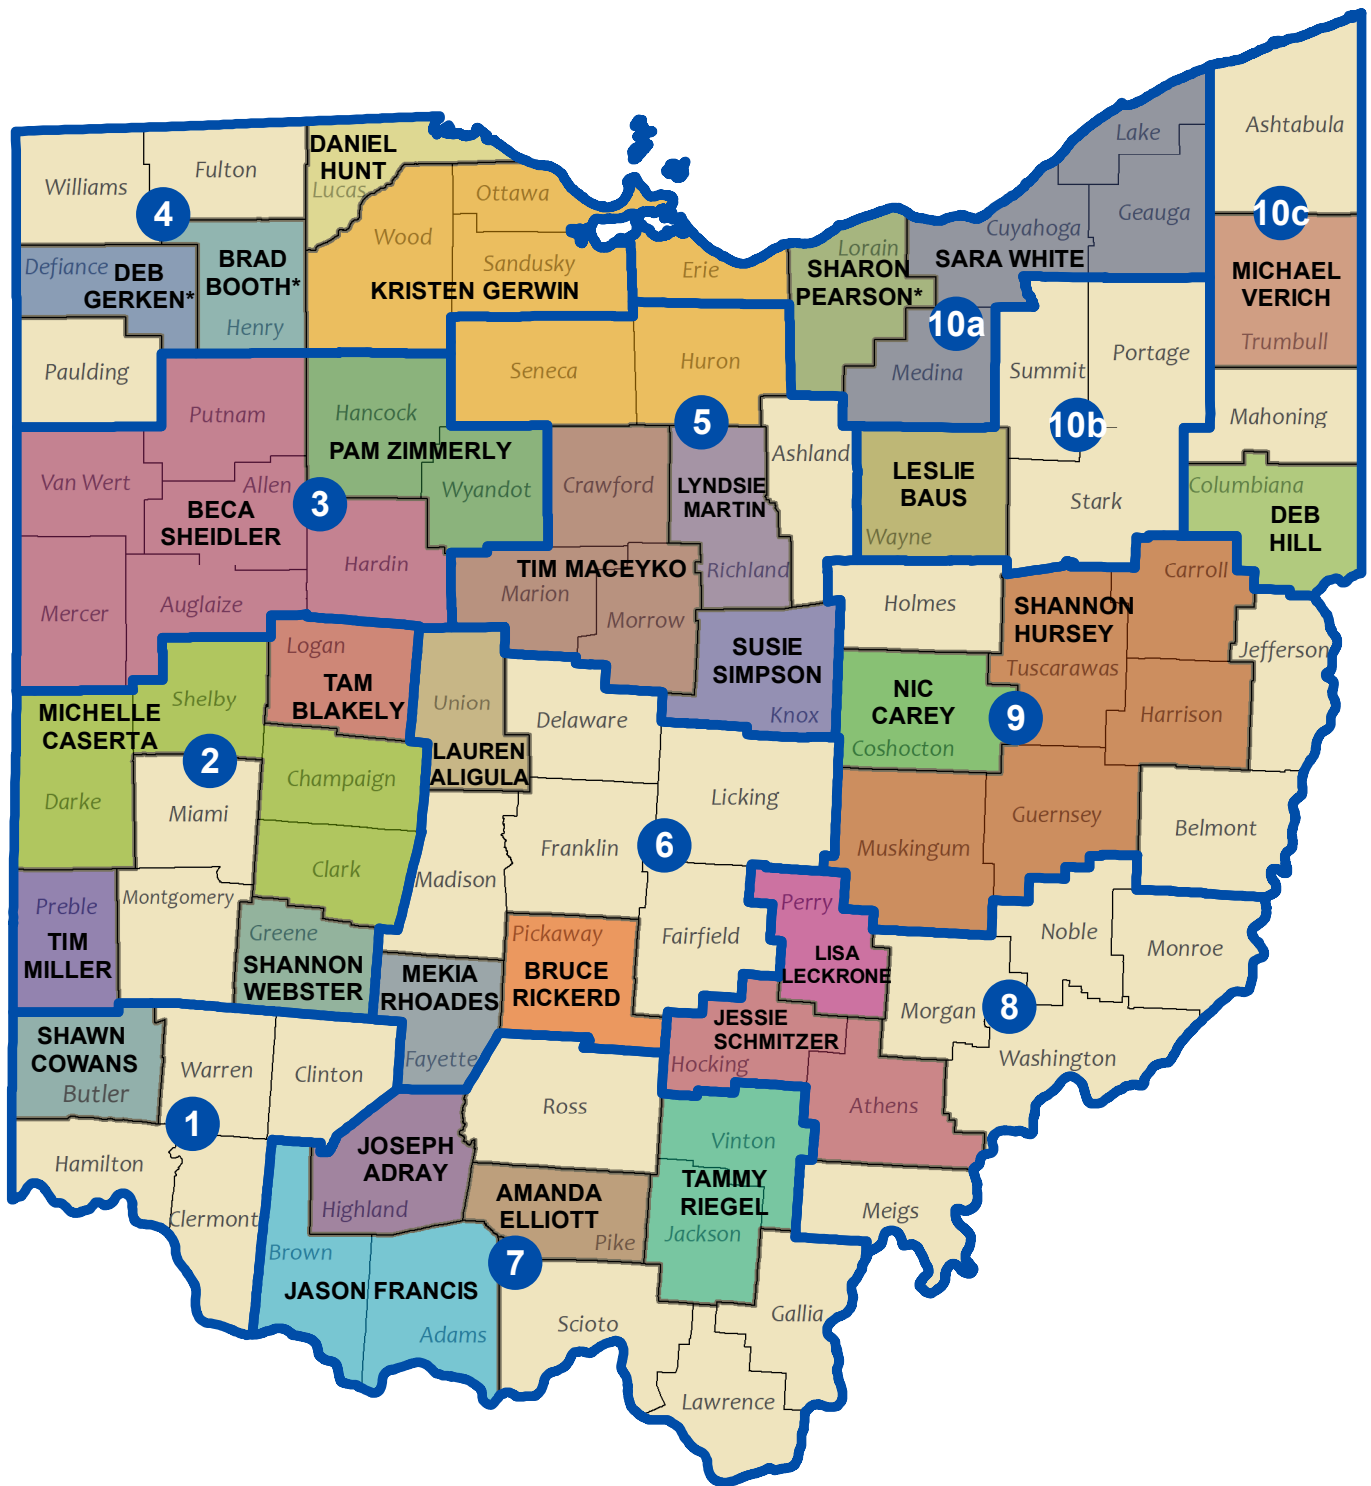 Ashtabula
Lake
Geauga
Cuyahoga
SARA WHITE
10c
DANIEL
HUNT
Lucas
Fulton
Williams
4
Ottawa
Wood
Sandusky
KRISTEN GERWIN
Erie
Lorain
SHARON
PEARSON*
10a
Medina
MICHAEL
VERICH
Trumbull
Defiance
DEB
GERKEN*
BRAD
BOOTH*
Henry
Paulding
Seneca
Huron
5
Summit
Portage
10b
Stark
Mahoning
Putnam
Hancock
PAM ZIMMERLY
Wyandot
Van Wert
Allen
BECA
SHEIDLER
3
Hardin
Mercer
Auglaize
Crawford
LYNDSIE
MARTIN
Richland
Ashland
LESLIE
BAUS
Wayne
Columbiana
DEB
HILL
TIM MACEYKO
Marion
Morrow
Holmes
SHANNON
HURSEY
Carroll
Tuscarawas
Jefferson
Logan
TAM
BLAKELY
Union
LAUREN
ALIGULA
SUSIE
SIMPSON
Knox
NIC
CAREY
Coshocton
9
Harrison
Shelby
MICHELLE
CASERTA
2
Darke
Miami
Champaign
Clark
Delaware
Licking
Franklin
6
Madison
Muskingum
Guernsey
Belmont
Preble
TIM
MILLER
Montgomery
Greene
SHANNON
WEBSTER
MEKIA
RHOADES
Fayette
Pickaway
BRUCE
RICKERD
Fairfield
Perry
LISA
LECKRONE
Noble
Monroe
Morgan
8
Washington
SHAWN
COWANS
Butler
Warren
Clinton
1
Hamilton
Clermont
Ross
JESSIE
SCHMITZER
Hocking
Athens
JOSEPH
ADRAY
Highland
AMANDA
ELLIOTT
Pike
Vinton
TAMMY
RIEGEL
Jackson
Meigs
Brown
JASON FRANCIS
Adams
7
Scioto
Gallia
Lawrence